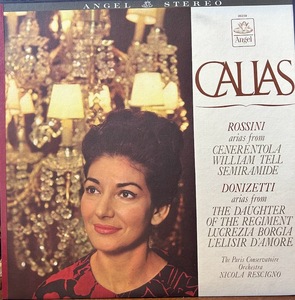 ANGEL STEREO
Angel
CALLAS
ROSSINI
arias from
CENERENTOLA
WILLIAM TELL
SEMIRAMIDE
DONIZETTI
arias from
THE DAUGHTER
OF THE REGIMENT
LUCREZIA BORGIA
L'ELISIR D'AMORE
The Paris Conservatoire
Orchestra
NICOLA RESCIGNO